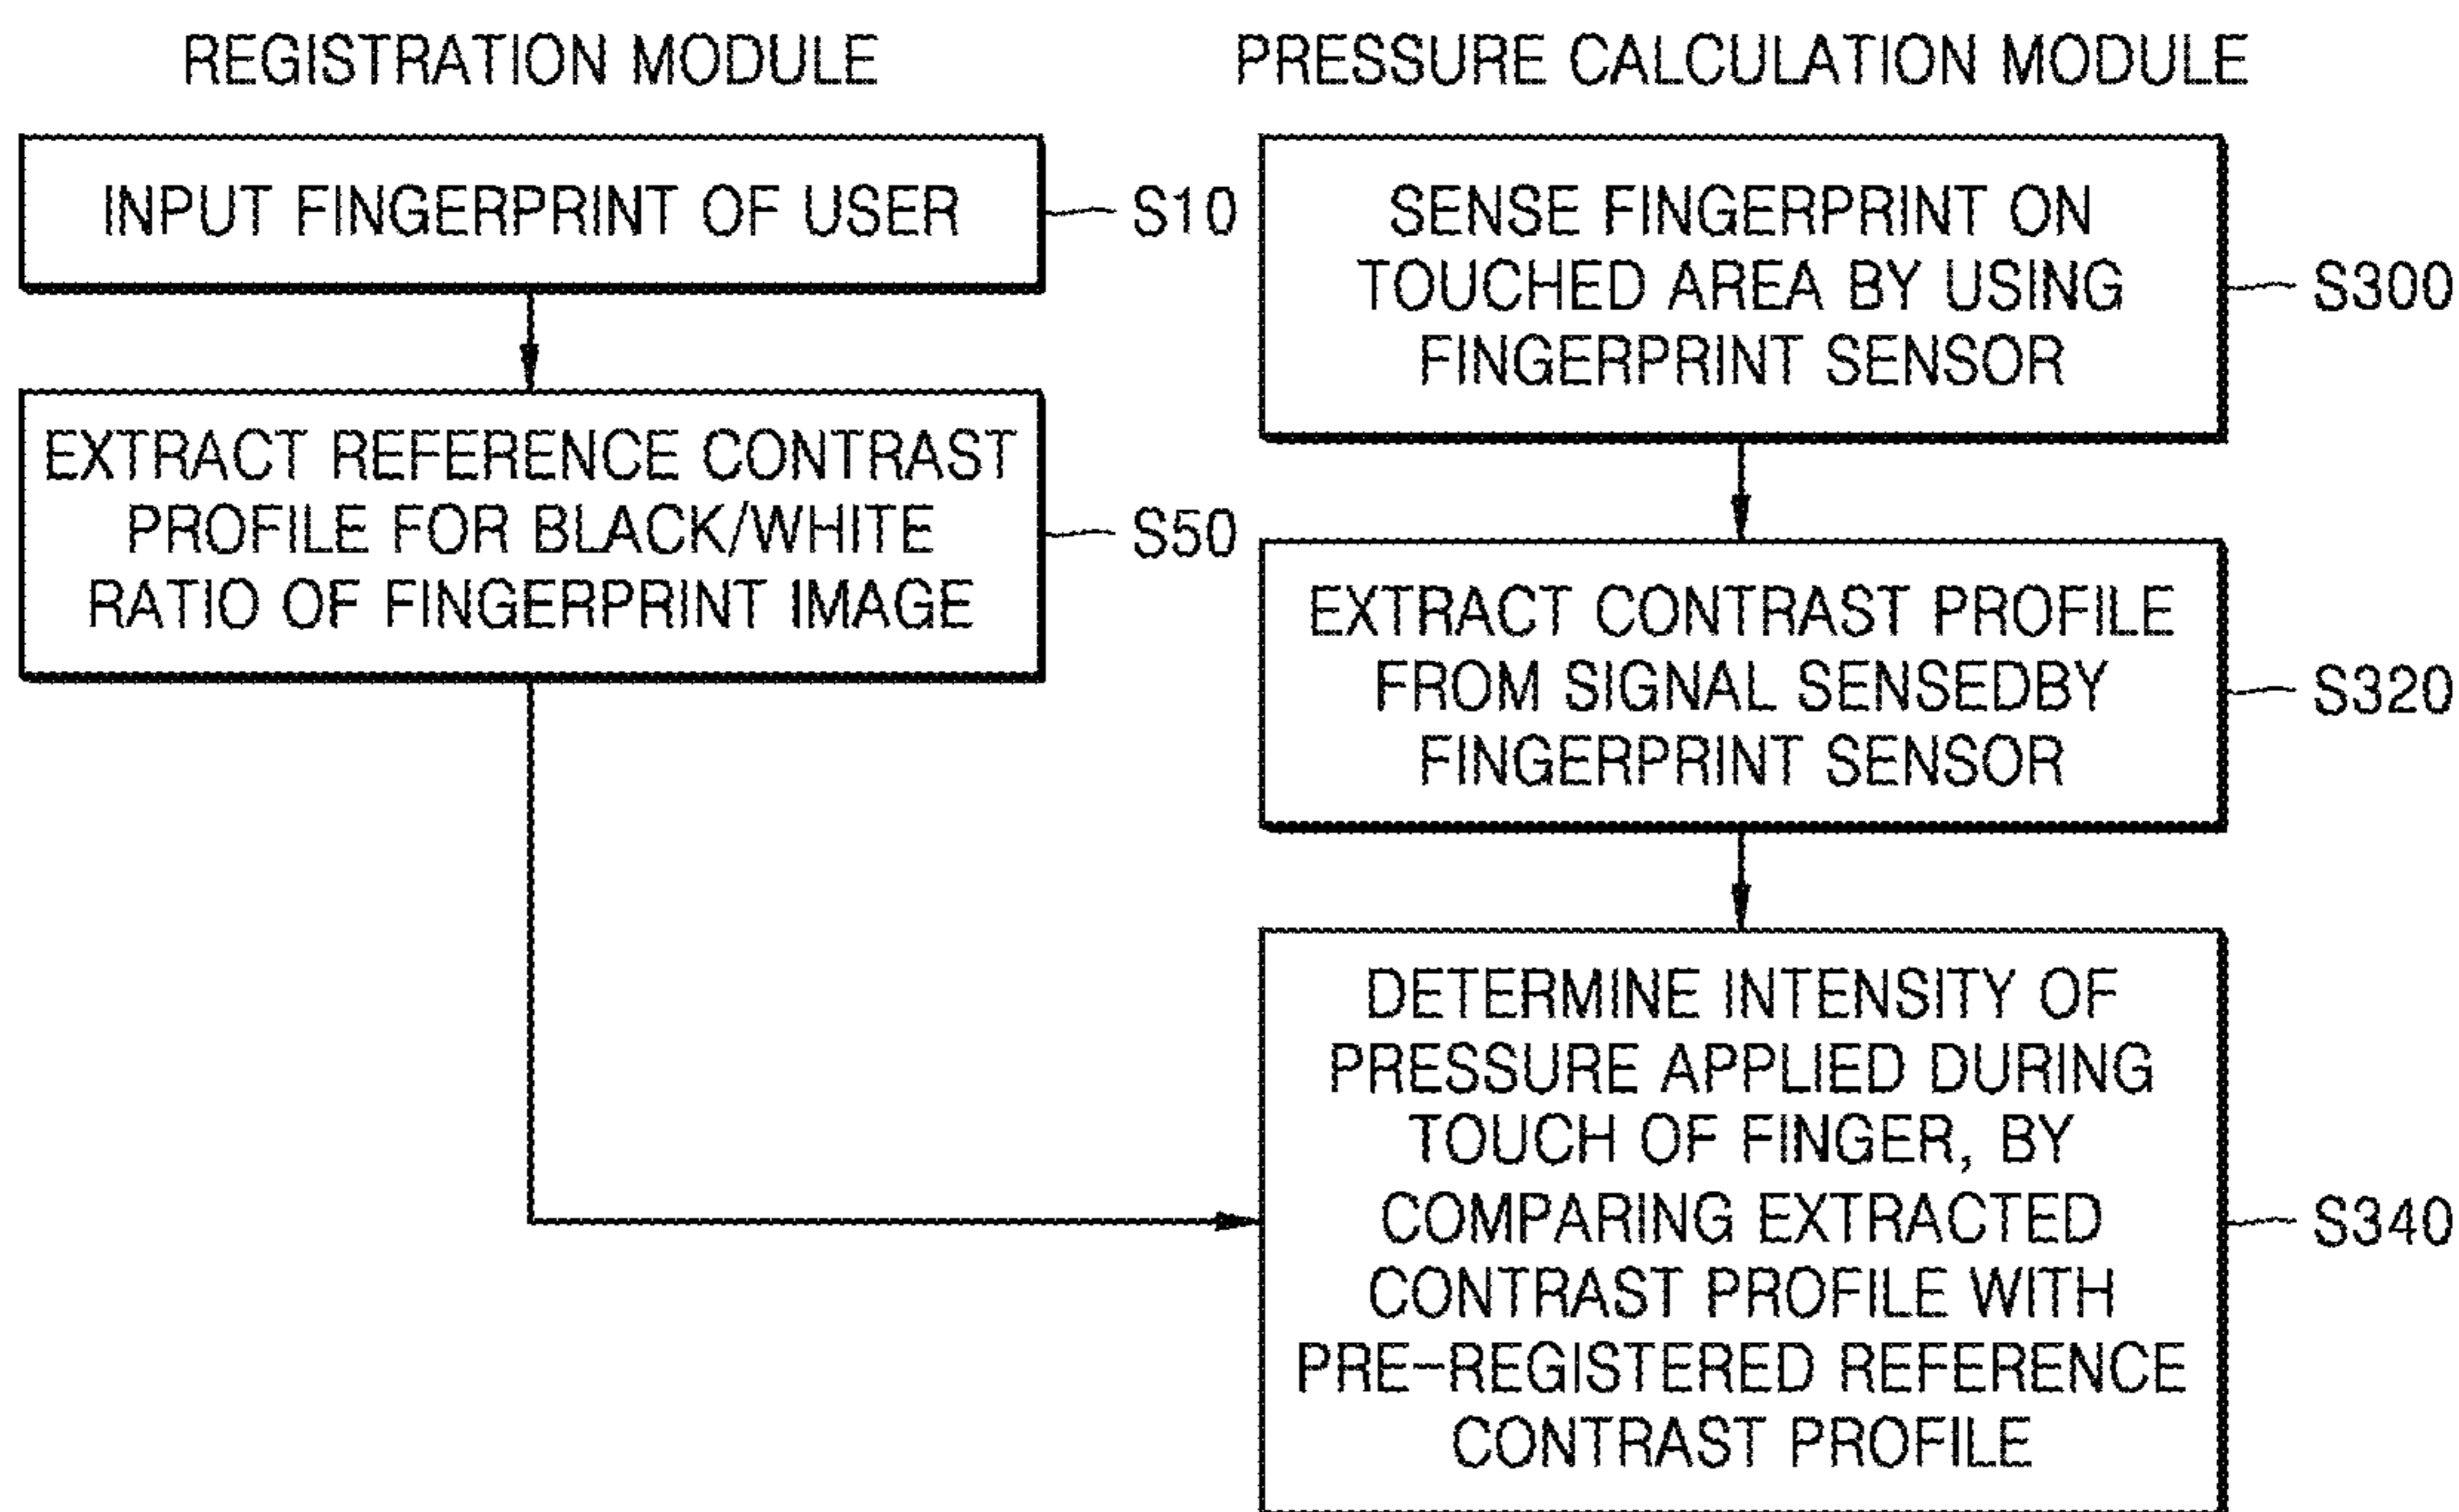 REGISTRATION MODULE
INPUT FINGERPRINT OF USER
S10
EXTRACT REFERENCE CONTRAST
PROFILE FOR BLACK/WHITE
RATIO OF FINGERPRINT IMAGE
S50
PRESSURE CALCULATION MODULE
SENSE FINGERPRINT ON
TOUCHED AREA BY USING
FINGERPRINT SENSOR
S300
EXTRACT CONTRAST PROFILE
FROM SIGNAL SENSEDBY
FINGERPRINT SENSOR
S320
DETERMINE INTENSITY OF
PRESSURE APPLIED DURING
TOUCH OF FINGER, BY
COMPARING EXTRACTED
CONTRAST PROFILE WITH
PRE-REGISTERED REFERENCE
CONTRAST PROFILE
S340